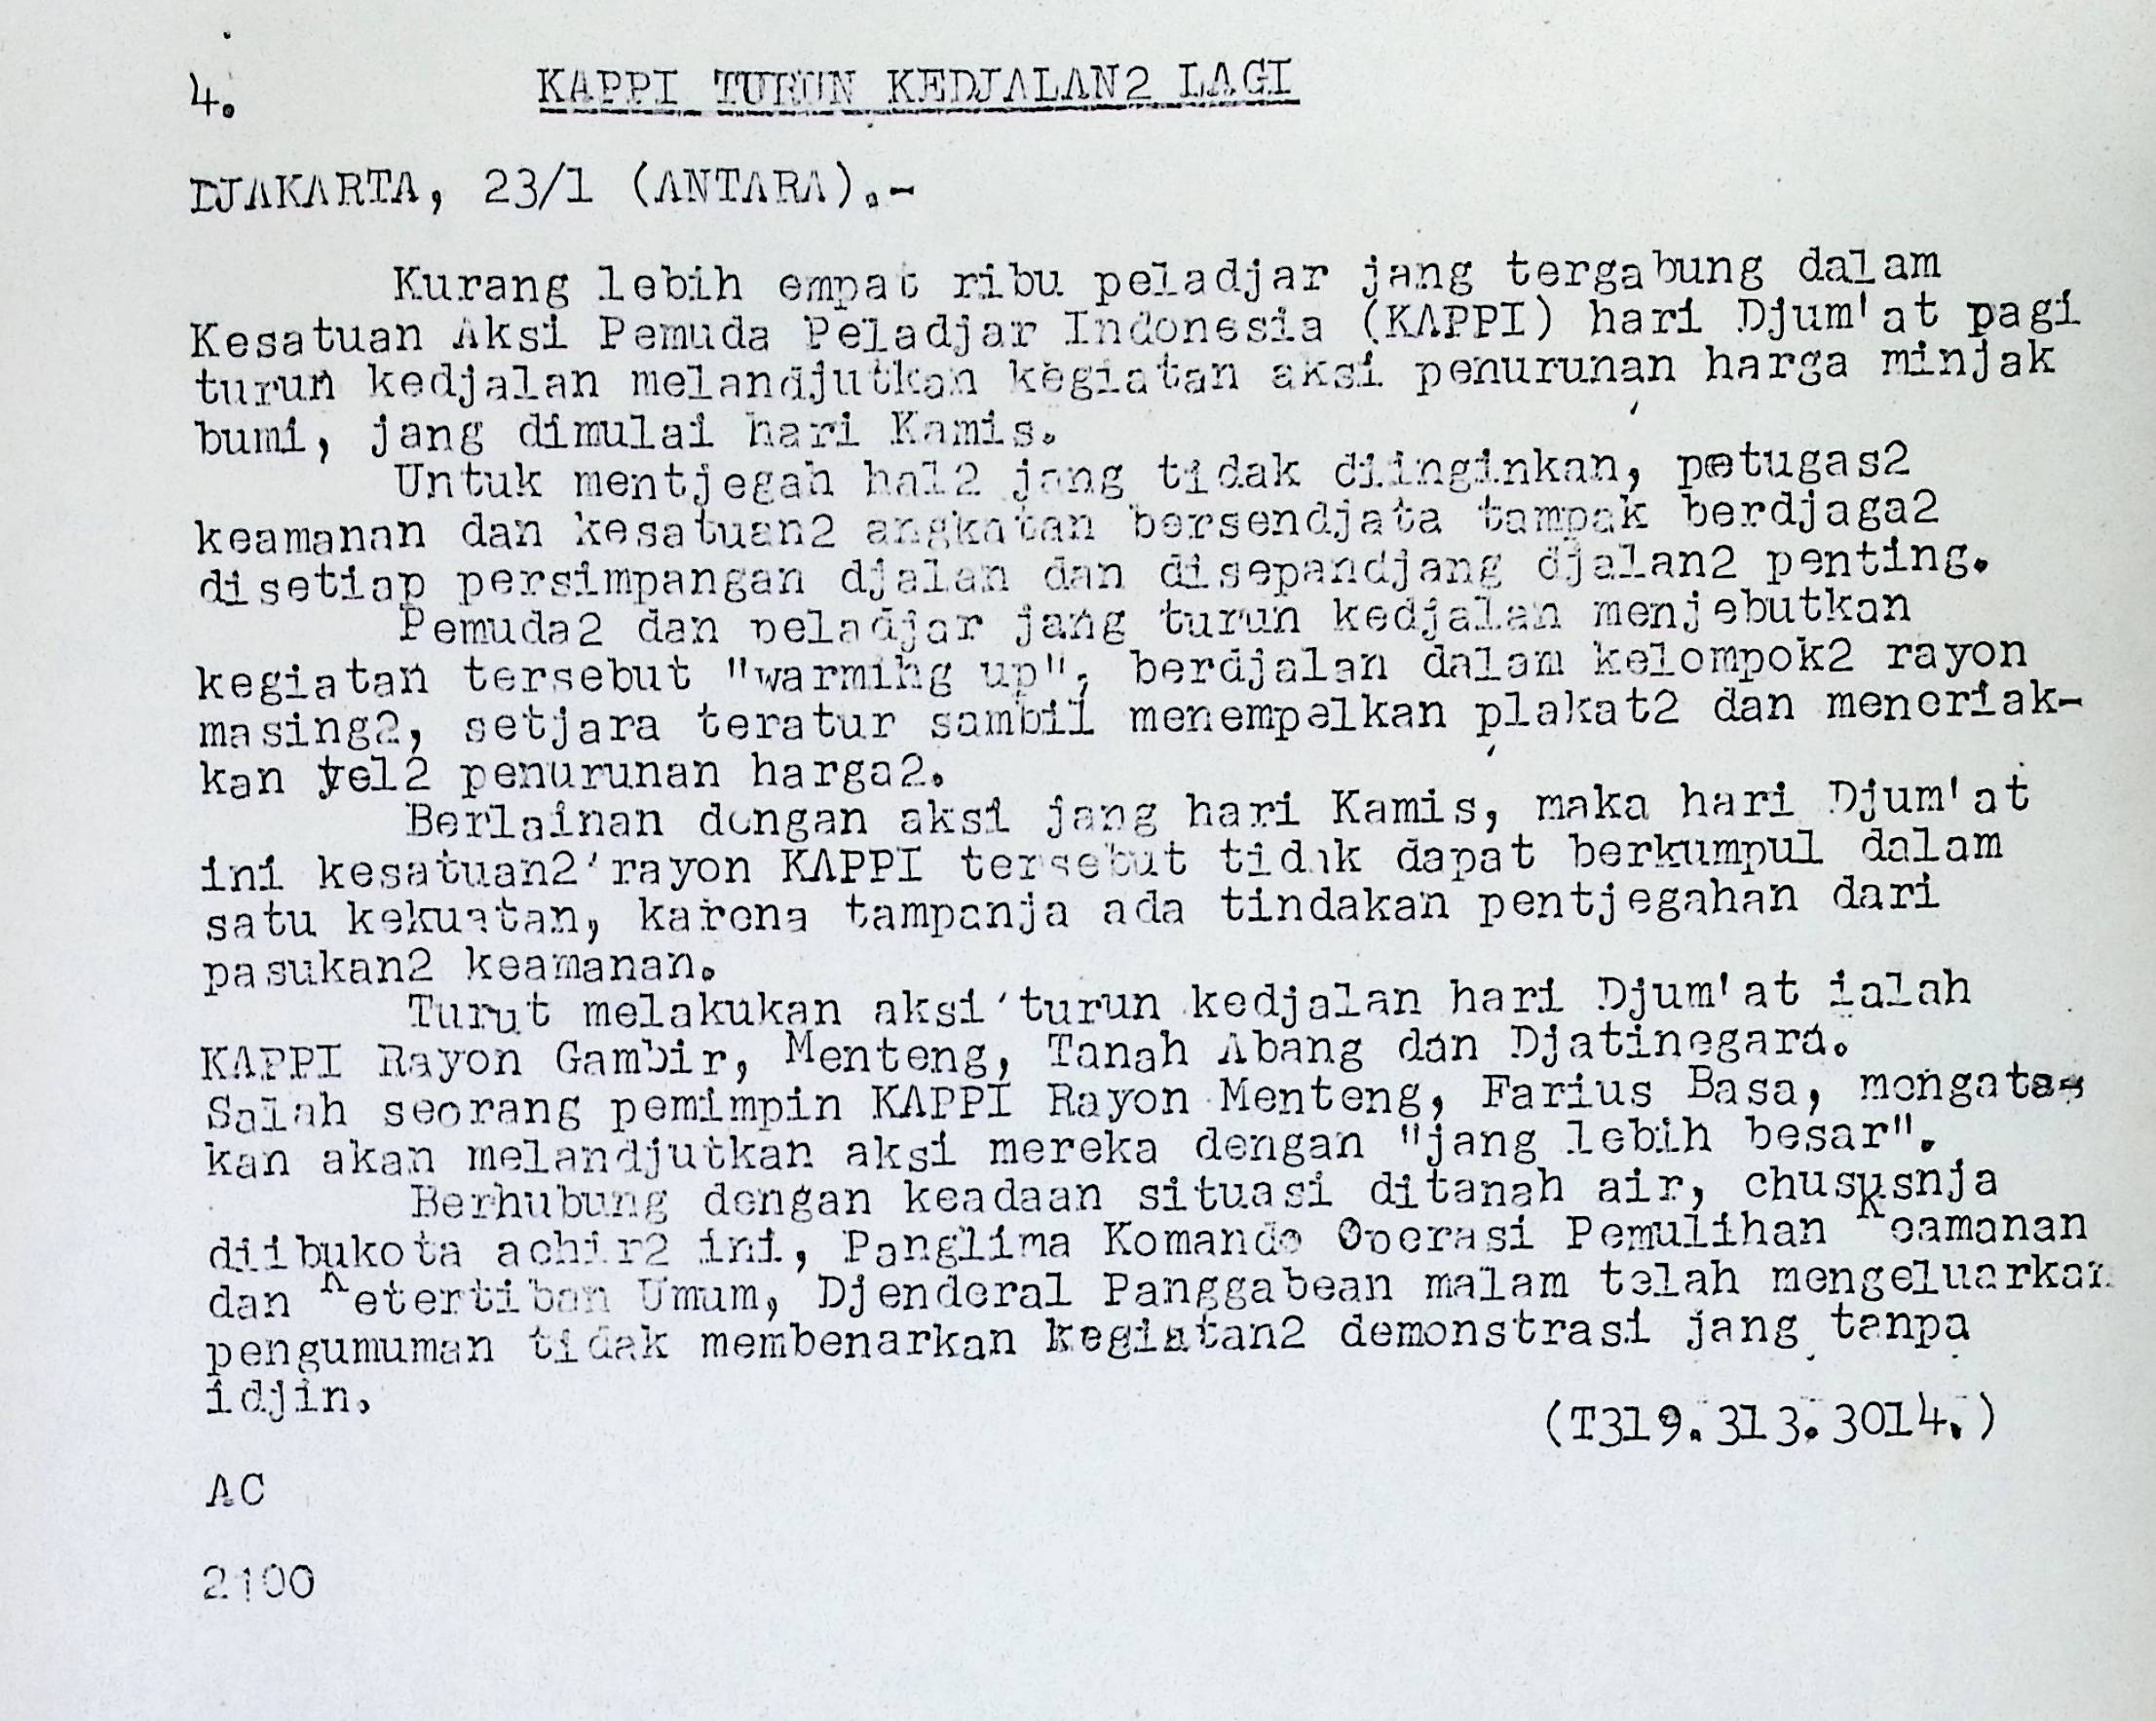 4. KAPPI TURUN KEDJALAN2 LAGI
DJAKARTA, 23/1 (ANTARA).-
Kurang lebih empat ribu peladjar jang tergabung dalam
Kesatuan Aksi Pemuda Peladjar Indonesia (KAPPI) hari Djum'at pagi
turun kedjalan melandjutkan kegiatan aksi penurunan harga minjak
bumi, jang dimulai hari Kamis.
Untuk mentjegah hal2 jang tidak diinginkan, petugas2
keamanan dan kesatuan2 angkatan bersendjata tampak berdjaga2
disetiap persimpangan djalan dan disepandjang djalan2 penting.
Pemuda2 dan peladjar jang turun kedjalan menjebutkan
kegiatan tersebut "warming up", berdjalan dalam kelompok2 rayon
masing2, setjara teratur sambil menempelkan plakat2 dan meneriak-
kan yel2 penurunan harga2.
Berlainan dengan aksi jang hari Kamis, maka hari Djum'at
ini kesatuan2 rayon KAPPI tersebut tidak dapat berkumpul dalam
satu kekuatan, karena tampanja ada tindakan pentjegahan dari
pasukan2 keamanan.
Turut melakukan aksi turun kedjalan hari Djum'at ialah
KAPPI Rayon Gambir, Menteng, Tanah Abang dan Djatinegara.
Salah seorang pemimpin KAPPI Rayon Menteng, Farius Basa, mengata-
kan akan melandjutkan aksi mereka dengan "jang lebih besar".
Berhubung dengan keadaan situasi ditanah air, chususnja
diibukota achir2 ini, Panglima Komando Operasi Pemulihan Keamanan
dan Ketertiban Umum, Djenderal Panggabean malam telah mengeluarkan
pengumuman tidak membenarkan kegiatan2 demonstrasi jang tanpa
idjin.
(T319.313.3014.)
AC
2100